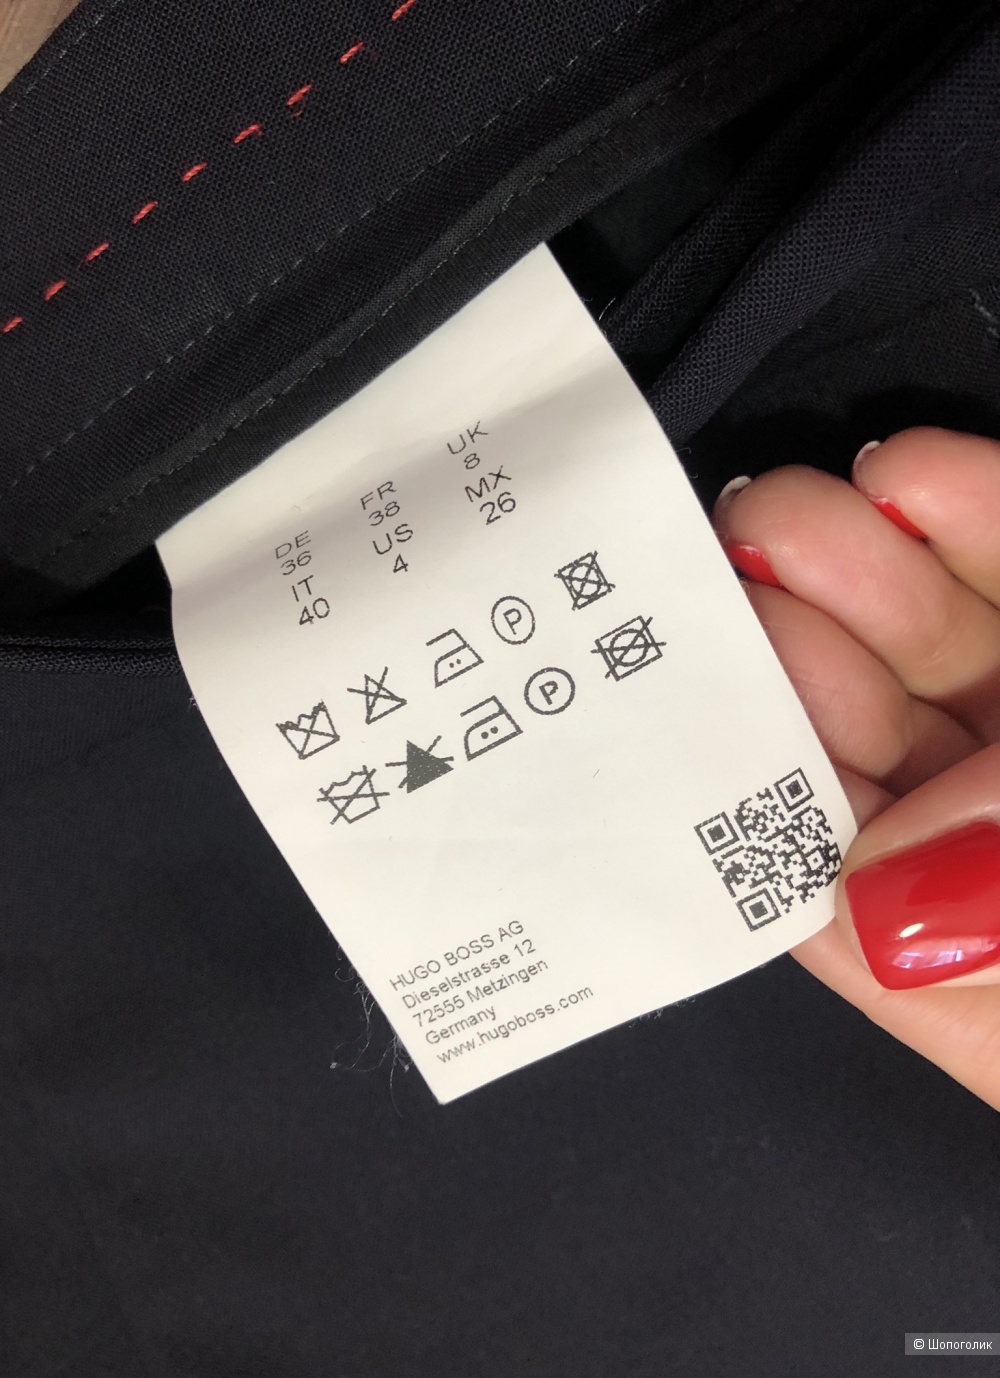 DE
36
IT
40
FR
38
US
4
UK
8
MX
26
P
P
HUGO BOSS AG
Dieselstrasse 12
72555 Metzingen
Germany
www.hugoboss.com
© Шопоголик